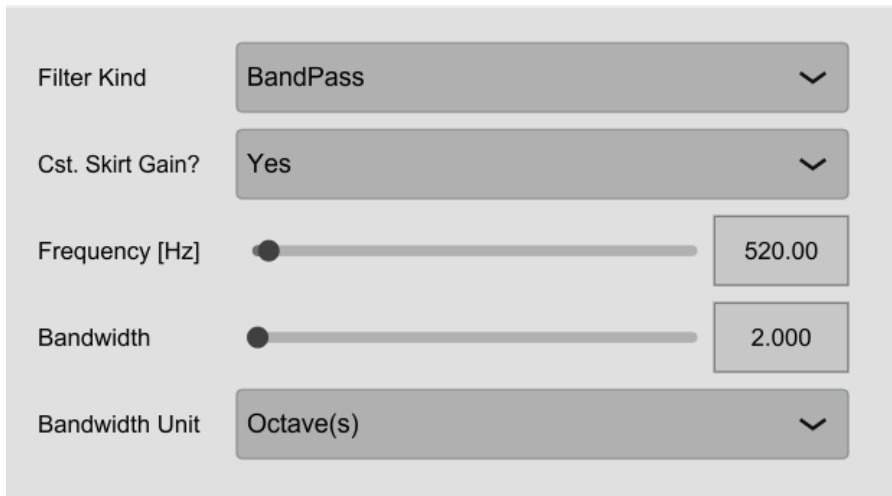 Filter Kind BandPass
Cst. Skirt Gain? Yes
Frequency [Hz] 520.00
Bandwidth 2.000
Bandwidth Unit Octave(s)